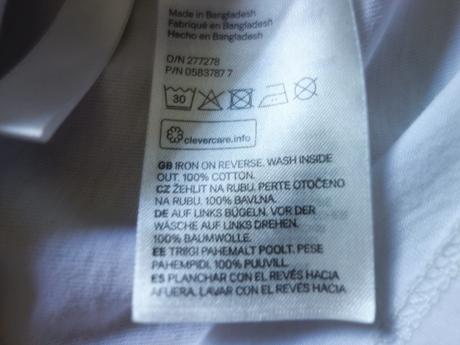 Made in Bangladesh
Fabriqué en Bangladesh
Hecho en Bangladesh
O/N 277278
P/N 0583787 7
30
clevercare.info
GB IRON ON REVERSE. WASH INSIDE
OUT. 100% COTTON.
CZ ŽEHLIT NA RUBU. PERTE OTOČENO
NA RUBU. 100% BAVLNA.
DE AUF LINKS BÜGELN. VOR DER
WÄSCHE AUF LINKS DREHEN.
100% BAUMWOLLE.
EE TRIIGI PAHEMALT POOLT. PESE
PAHEMPIDI. 100% PUUVILL.
ES PLANCHAR CON EL REVÉS HACIA
AFUERA. LAVAR CON EL REVÉS HACIA